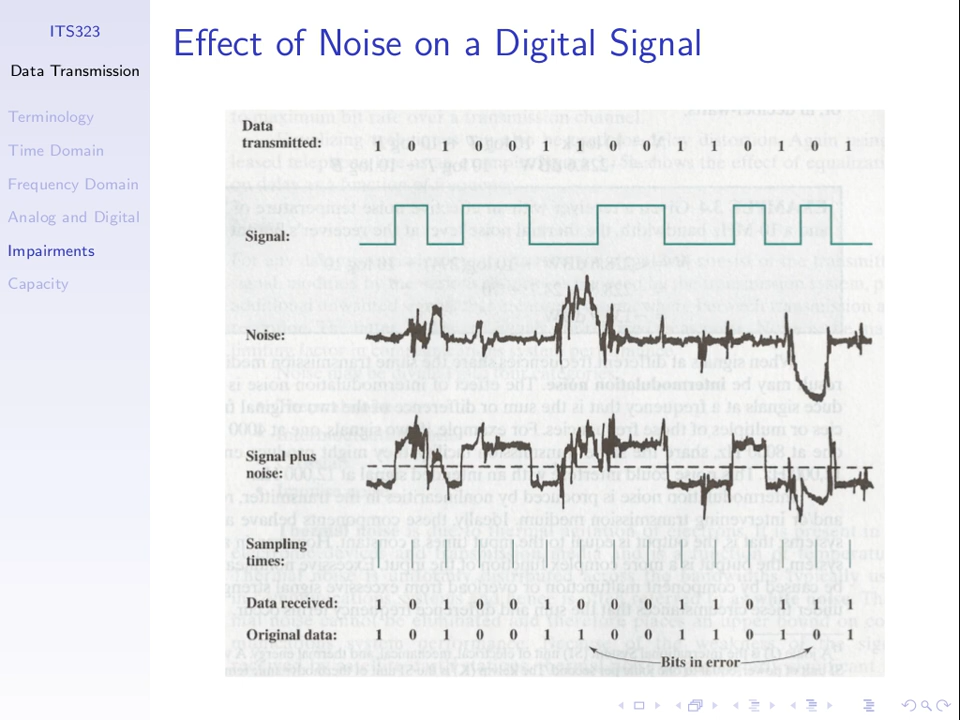 ITS323
Data Transmission
Terminology
Time Domain
Frequency Domain
Analog and Digital
Impairments
Capacity
Effect of Noise on a Digital Signal
Data
transmitted: 1 0 1 0 0 1 1 0 0 1 1 0 1 0 1
Signal:
Noise:
Signal plus
noise:
Sampling
times:
Data received: 1 0 1 0 0 1 0 0 0 1 1 0 1 1 1
Original data: 1 0 1 0 0 1 1 0 0 1 1 0 1 0 1
Bits in error